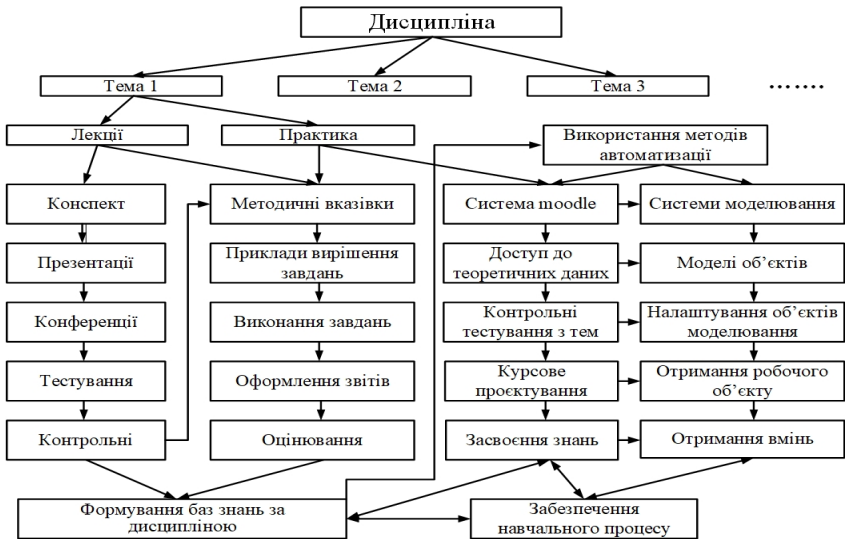 Дисципліна
Тема 1
Тема 2
Тема 3
.......
Лекції
Практика
Використання методів
автоматизації
Конспект
Методичні вказівки
Система moodle
Системи моделювання
Презентації
Приклади вирішення
завдань
Доступ до
теоретичних даних
Моделі об’єктів
Конференції
Виконання завдань
Контрольні
тестування з тем
Налаштування об’єктів
моделювання
Тестування
Оформлення звітів
Курсове
проєктування
Отримання робочого
об’єкту
Контрольні
Оцінювання
Засвоєння знань
Отримання вмінь
Формування баз знань за
дисципліною
Забезпечення
навчального процесу